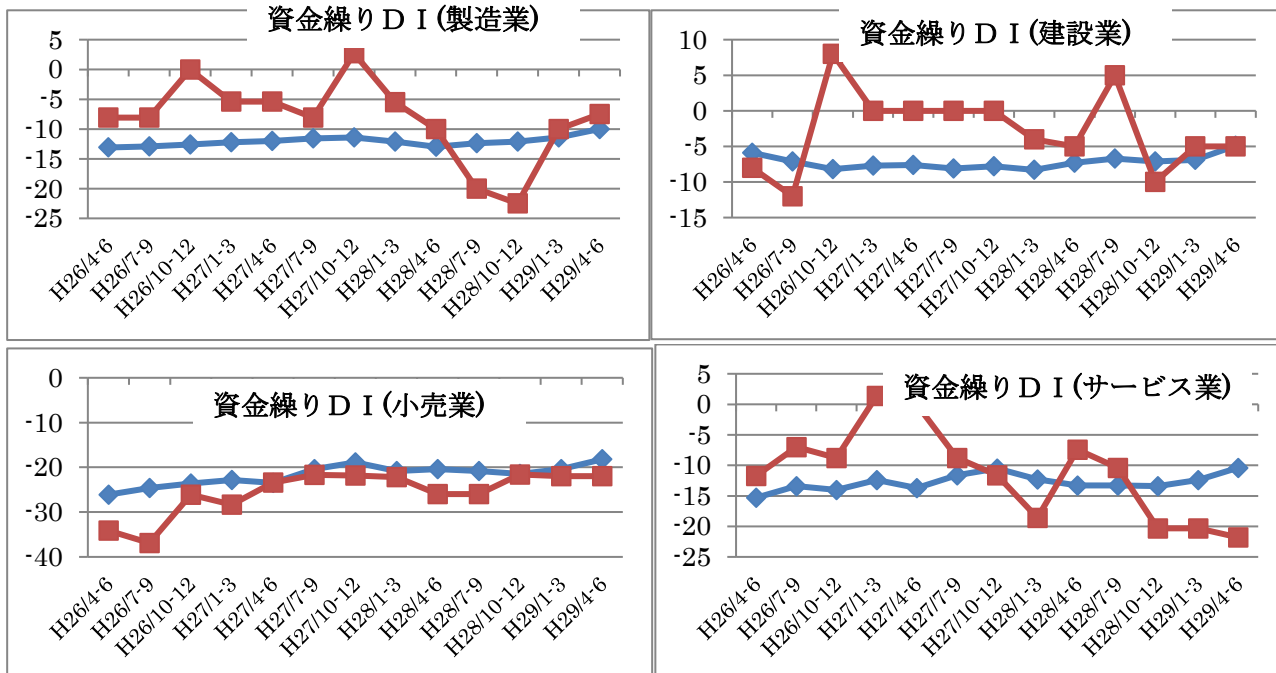 資金繰りＤＩ(製造業)
5
0
-5
-10
-15
-20
-25
H26/4-6
H26/7-9
H26/10-12
H27/1-3
H27/4-6
H27/7-9
H27/10-12
H28/1-3
H28/4-6
H28/7-9
H28/10-12
H29/1-3
H29/4-6
資金繰りＤＩ(建設業)
10
5
0
-5
-10
-15
H26/4-6
H26/7-9
H26/10-12
H27/1-3
H27/4-6
H27/7-9
H27/10-12
H28/1-3
H28/4-6
H28/7-9
H28/10-12
H29/1-3
H29/4-6
資金繰りＤＩ(小売業)
0
-10
-20
-30
-40
H26/4-6
H26/7-9
H26/10-12
H27/1-3
H27/4-6
H27/7-9
H27/10-12
H28/1-3
H28/4-6
H28/7-9
H28/10-12
H29/1-3
H29/4-6
資金繰りＤＩ(サービス業)
5
0
-5
-10
-15
-20
-25
H26/4-6
H26/7-9
H26/10-12
H27/1-3
H27/4-6
H27/7-9
H27/10-12
H28/1-3
H28/4-6
H28/7-9
H28/10-12
H29/1-3
H29/4-6